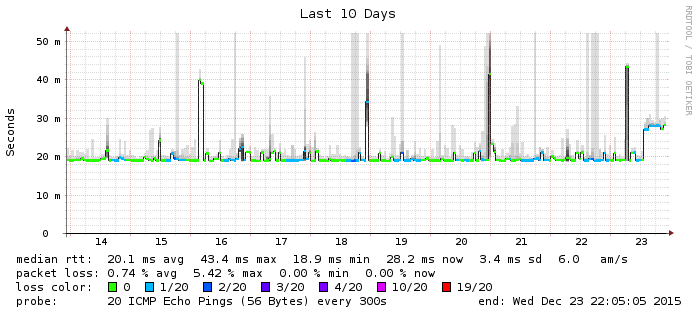 Last 10 Days
RRDTOOL / TOBI OETIKER
Seconds
50 m
40 m
30 m
20 m
10 m
0
14 15 16 17 18 19 20 21 22 23
median rtt: 20.1 ms avg 43.4 ms max 18.9 ms min 28.2 ms now 3.4 ms sd 6.0 am/s
packet loss: 0.74 % avg 5.42 % max 0.00 % min 0.00 % now
loss color: 0 1/20 2/20 3/20 4/20 10/20 19/20
probe: 20 ICMP Echo Pings (56 Bytes) every 300s end: Wed Dec 23 22:05:05 2015